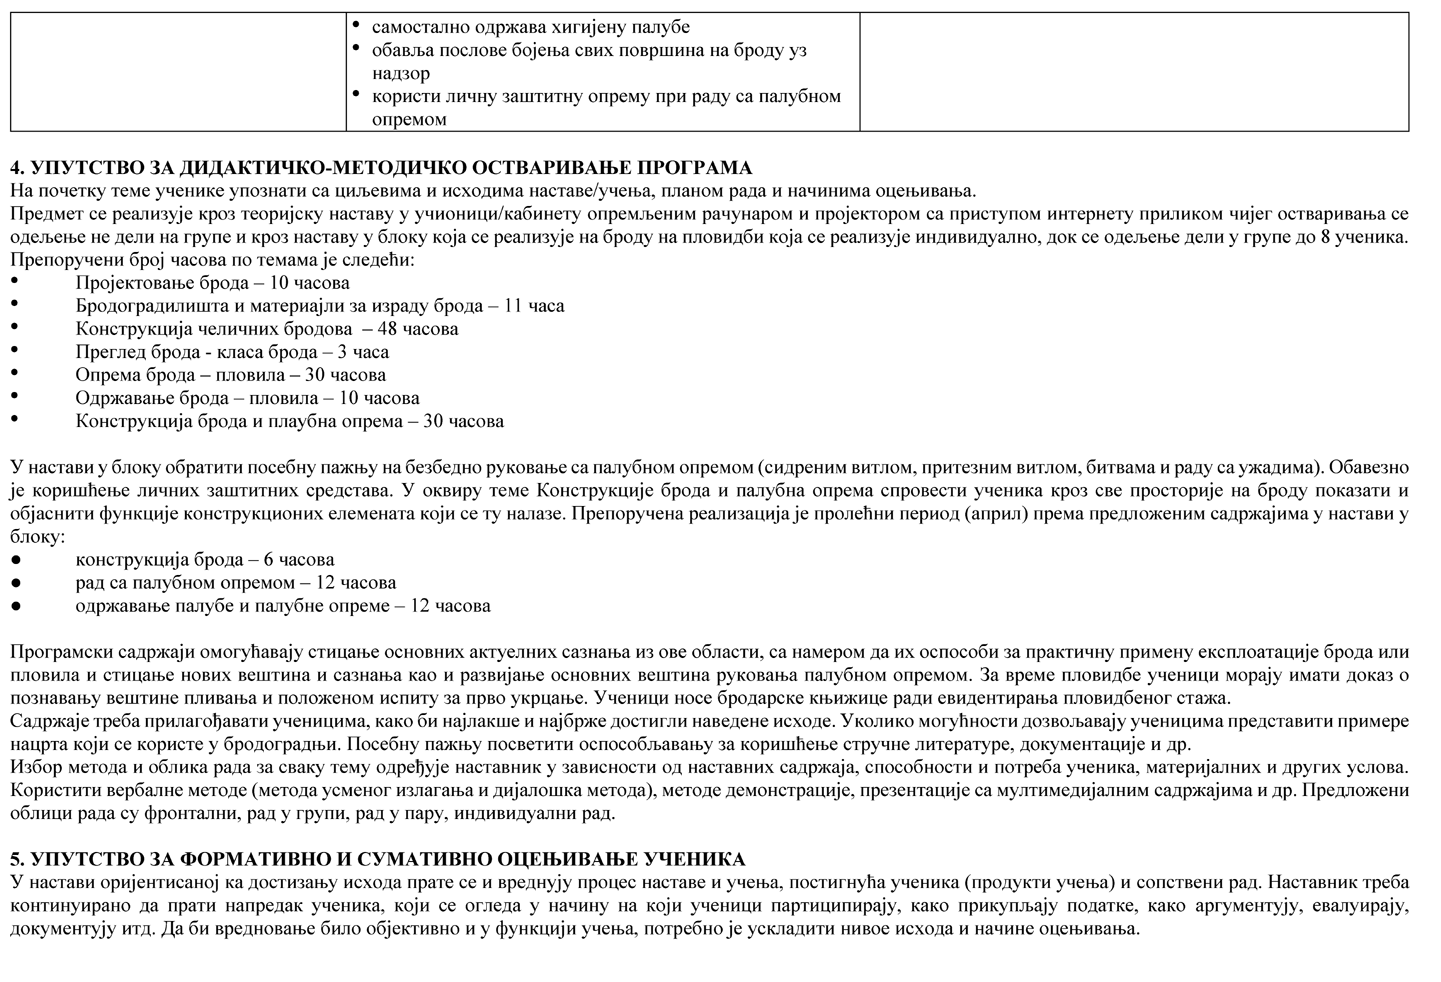 • самостално одржава хигијену палубе
• обавља послове бојења свих површина на броду уз
надзор
• користи личну заштитну опрему при раду са палубном
опремом
4. УПУТСТВО ЗА ДИДАКТИЧКО-МЕТОДИЧКО ОСТВАРИВАЊЕ ПРОГРАМА
На почетку теме ученике упознати са циљевима и исходима наставе/учења, планом рада и начинима оцењивања.
Предмет се реализује кроз теоријску наставу у учионици/кабинету опремљеним рачунаром и пројектором са приступом интернету приликом чијег остваривања се
одељење не дели на групе и кроз наставу у блоку која се реализује на броду на пловидби која се реализује индивидуално, док се одељење дели у групе до 8 ученика.
Препоручени број часова по темама је следећи:
• Пројектовање брода – 10 часова
• Бродоградилишта и материајли за израду брода – 11 часа
• Конструкција челичних бродова – 48 часова
• Преглед брода - класа брода – 3 часа
• Опрема брода – пловила – 30 часова
• Одржавање брода – пловила – 10 часова
• Конструкција брода и плаубна опрема – 30 часова
У настави у блоку обратити посебну пажњу на безбедно руковање са палубном опремом (сидреним витлом, притезним витлом, битвама и раду са ужадима). Обавезно
је коришћење личних заштитних средстава. У оквиру теме Конструкције брода и палубна опрема спровести ученика кроз све просторије на броду показати и
објаснити функције конструкционих елемената који се ту налазе. Препоручена реализација је пролећни период (април) према предложеним садржајима у настави у
блоку:
● конструкција брода – 6 часова
● рад са палубном опремом – 12 часова
● одржавање палубе и палубне опреме – 12 часова
Програмски садржаји омогућавају стицање основних актуелних сазнања из ове области, са намером да их оспособи за практичну примену експлоатације брода или
пловила и стицање нових вештина и сазнања као и развијање основних вештина руковања палубном опремом. За време пловидбе ученици морају имати доказ о
познавању вештине пливања и положеном испиту за прво укрцање. Ученици носе бродарске књижице ради евидентирања пловидбеног стажа.
Садржаје треба прилагођавати ученицима, како би најлакше и најбрже достигли наведене исходе. Уколико могућности дозвољавају ученицима представити примере
нацрта који се користе у бродоградњи. Посебну пажњу посветити оспособљавању за коришћење стручне литературе, документације и др.
Избор метода и облика рада за сваку тему одређује наставник у зависности од наставних садржаја, способности и потреба ученика, материјалних и других услова.
Користити вербалне методе (метода усменог излагања и дијалошка метода), методе демонстрације, презентације са мултимедијалним садржајима и др. Предложени
облици рада су фронтални, рад у групи, рад у пару, индивидуални рад.
5. УПУТСТВО ЗА ФОРМАТИВНО И СУМАТИВНО ОЦЕЊИВАЊЕ УЧЕНИКА
У настави оријентисаној ка достизању исхода прате се и вреднују процес наставе и учења, постигнућа ученика (продукти учења) и сопствени рад. Наставник треба
континуирано да прати напредак ученика, који се огледа у начину на који ученици партиципирају, како прикупљају податке, како аргументују, евалуирају,
документују итд. Да би вредновање било објективно и у функцији учења, потребно је ускладити нивое исхода и начине оцењивања.